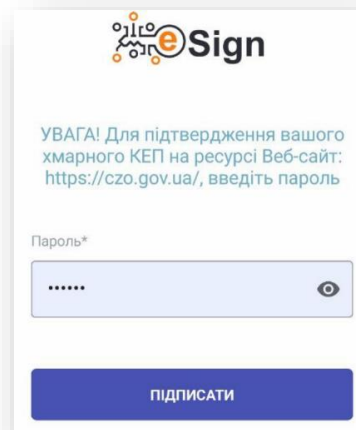 eSign
УВАГА! Для підтвердження вашого
хмарного КЕП на ресурсі Веб-сайт:
https://czo.gov.ua/, введіть пароль
Пароль*
••••••
ПІДПИСАТИ